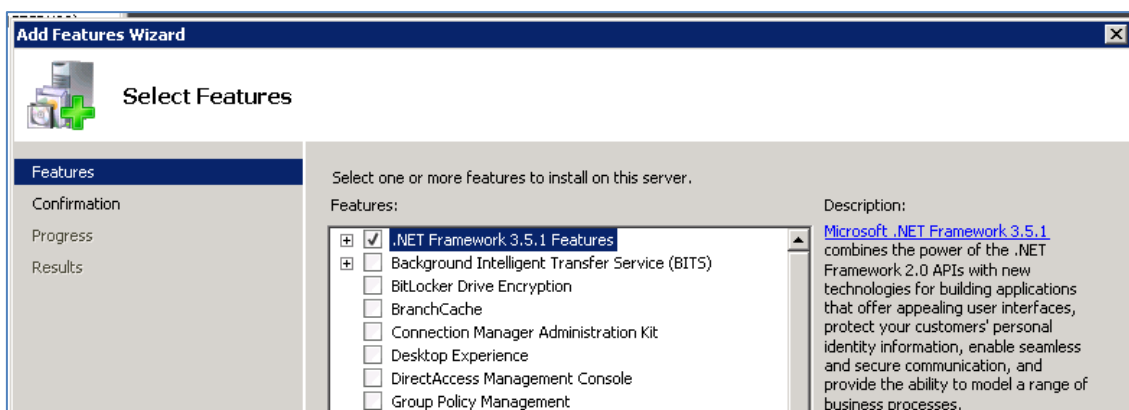 Add Features Wizard
Select Features
Features
Confirmation
Progress
Results
Select one or more features to install on this server.
Features:
.NET Framework 3.5.1 Features
Background Intelligent Transfer Service (BITS)
BitLocker Drive Encryption
BranchCache
Connection Manager Administration Kit
Desktop Experience
DirectAccess Management Console
Group Policy Management
Description:
Microsoft .NET Framework 3.5.1
combines the power of the .NET
Framework 2.0 APIs with new
technologies for building applications
that offer appealing user interfaces,
protect your customers' personal
identity information, enable seamless
and secure communication, and
provide the ability to model a range of
business processes.